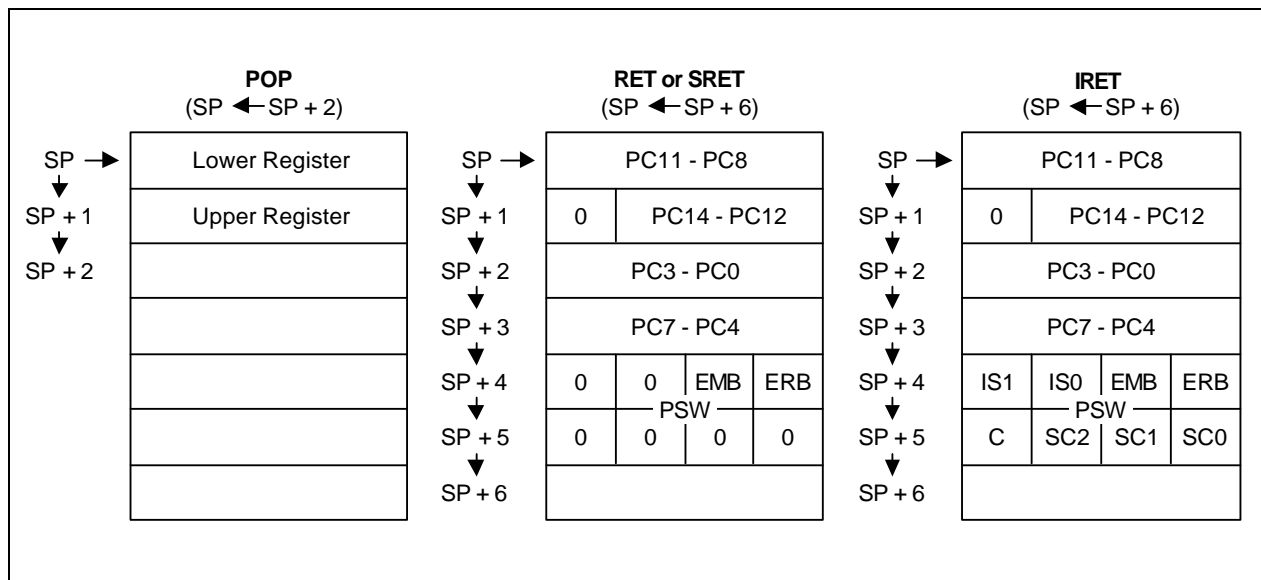 POP
(SP ← SP + 2)
SP → Lower Register
SP + 1 Upper Register
SP + 2
RET or SRET
(SP ← SP + 6)
SP → PC11 - PC8
SP + 1 0 PC14 - PC12
SP + 2 PC3 - PC0
SP + 3 PC7 - PC4
SP + 4 0 0 EMB ERB
PSW
SP + 5 0 0 0 0
SP + 6
IRET
(SP ← SP + 6)
SP → PC11 - PC8
SP + 1 0 PC14 - PC12
SP + 2 PC3 - PC0
SP + 3 PC7 - PC4
SP + 4 IS1 IS0 EMB ERB
PSW
SP + 5 C SC2 SC1 SC0
SP + 6